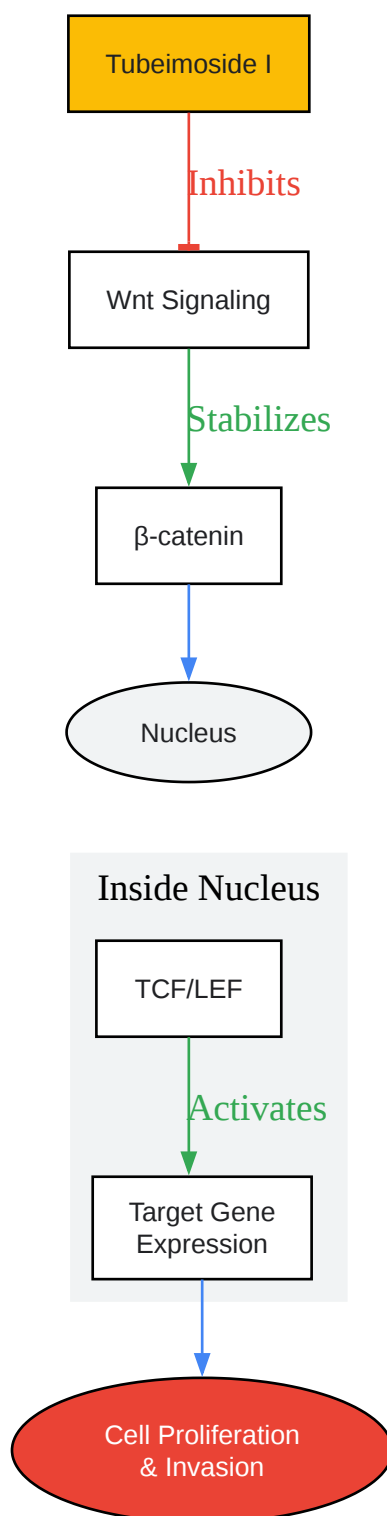 Tubeimoside I
Inhibits
Wnt Signaling
Stabilizes
β-catenin
Nucleus
Inside Nucleus
TCF/LEF
Activates
Target Gene
Expression
Cell Proliferation
& Invasion